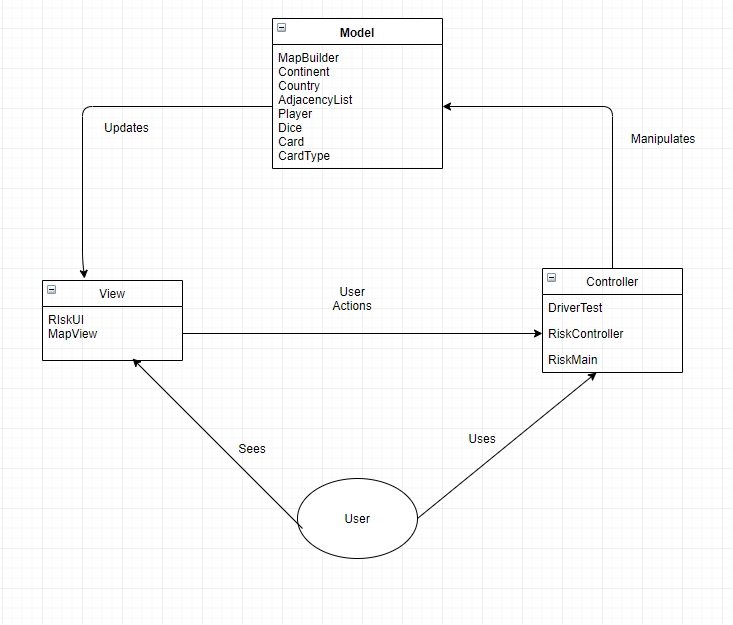 Model
MapBuilder
Continent
Country
AdjacencyList
Player
Dice
Card
CardType
Updates
Manipulates
View
RIskUI
MapView
User
Actions
Controller
DriverTest
RiskController
RiskMain
Sees
Uses
User